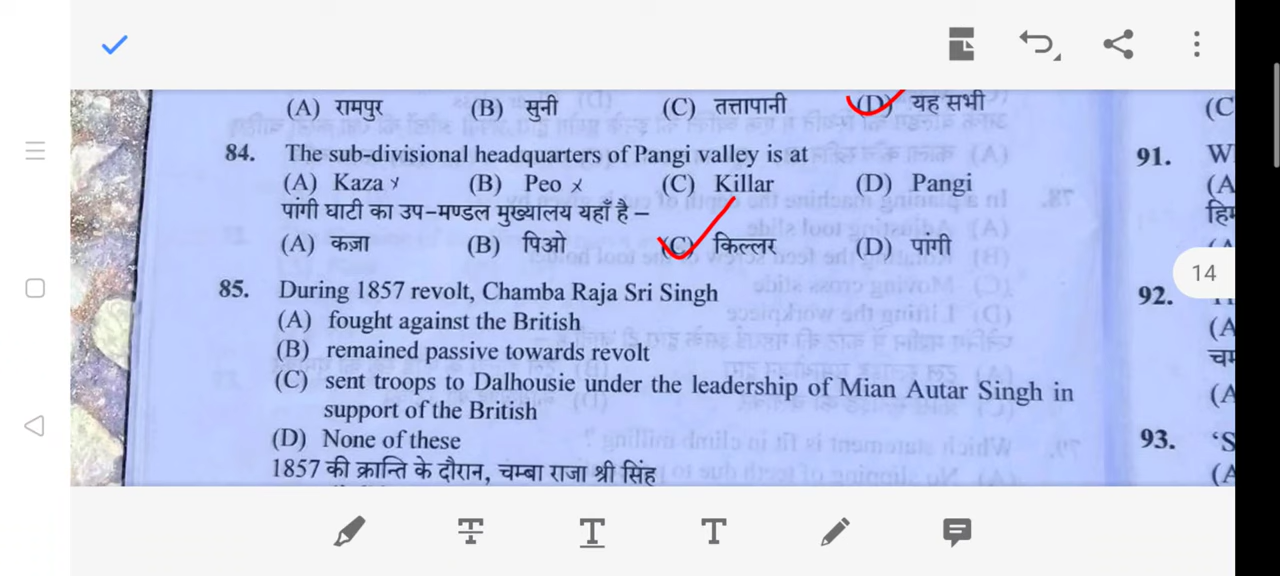 (A) रामपुर (B) मुनी (C) तत्तापानी (D) यह सभी
84. The sub-divisional headquarters of Pangi valley is at
(A) Kaza (B) Peo (C) Killar (D) Pangi
पांगी घाटी का उप-मण्डल मुख्यालय यहाँ है –
(A) कज़ा (B) पिओ (C) किल्लर (D) पांगी
85. During 1857 revolt, Chamba Raja Sri Singh
(A) fought against the British
(B) remained passive towards revolt
(C) sent troops to Dalhousie under the leadership of Mian Autar Singh in
support of the British
(D) None of these
1857 की क्रान्ति के दौरान, चम्बा राजा श्री सिंह
(C
91. W
(A
हिम
14
92.
(A
चम
(A
93. ‘S
(A
T
T
T